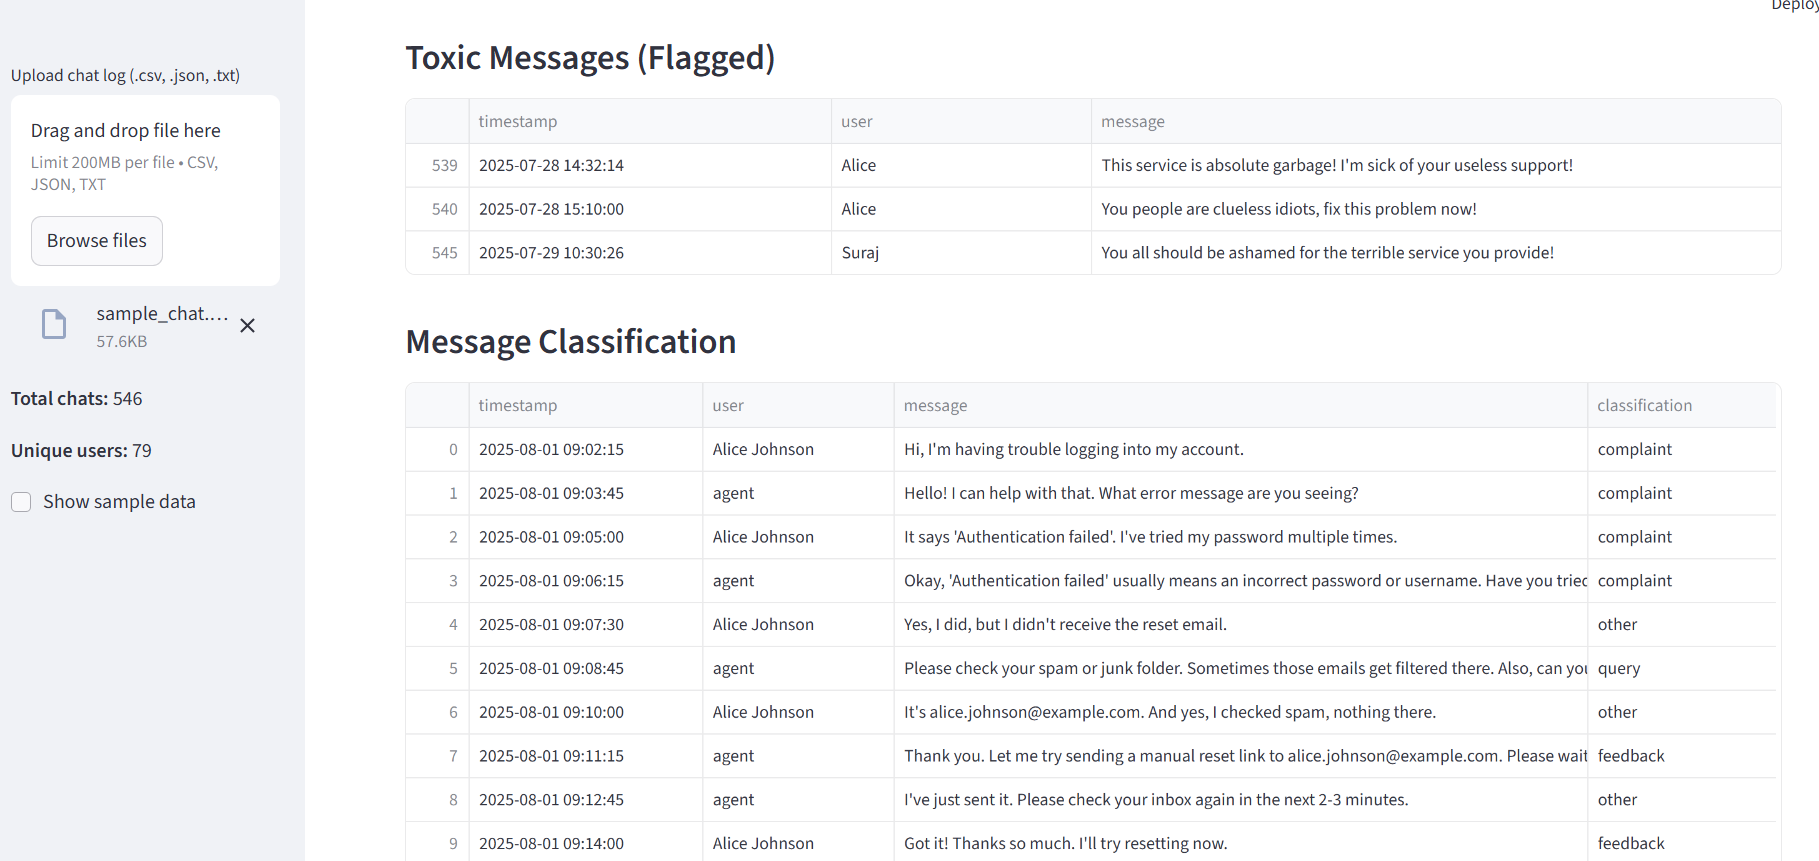 Deploy
Upload chat log (.csv, .json, .txt)
Drag and drop file here
Limit 200MB per file • CSV,
JSON, TXT
Browse files
sample_chat....
57.6KB
Total chats: 546
Unique users: 79
Show sample data
Toxic Messages (Flagged)
timestamp user message
539 2025-07-28 14:32:14 Alice This service is absolute garbage! I'm sick of your useless support!
540 2025-07-28 15:10:00 Alice You people are clueless idiots, fix this problem now!
545 2025-07-29 10:30:26 Suraj You all should be ashamed for the terrible service you provide!
Message Classification
timestamp user message classification
0 2025-08-01 09:02:15 Alice Johnson Hi, I'm having trouble logging into my account. complaint
1 2025-08-01 09:03:45 agent Hello! I can help with that. What error message are you seeing? complaint
2 2025-08-01 09:05:00 Alice Johnson It says 'Authentication failed'. I've tried my password multiple times. complaint
3 2025-08-01 09:06:15 agent Okay, 'Authentication failed' usually means an incorrect password or username. Have you tried complaint
4 2025-08-01 09:07:30 Alice Johnson Yes, I did, but I didn't receive the reset email. other
5 2025-08-01 09:08:45 agent Please check your spam or junk folder. Sometimes those emails get filtered there. Also, can you query
6 2025-08-01 09:10:00 Alice Johnson It's alice.johnson@example.com. And yes, I checked spam, nothing there. other
7 2025-08-01 09:11:15 agent Thank you. Let me try sending a manual reset link to alice.johnson@example.com. Please wait feedback
8 2025-08-01 09:12:45 agent I've just sent it. Please check your inbox again in the next 2-3 minutes. other
9 2025-08-01 09:14:00 Alice Johnson Got it! Thanks so much. I'll try resetting now. feedback